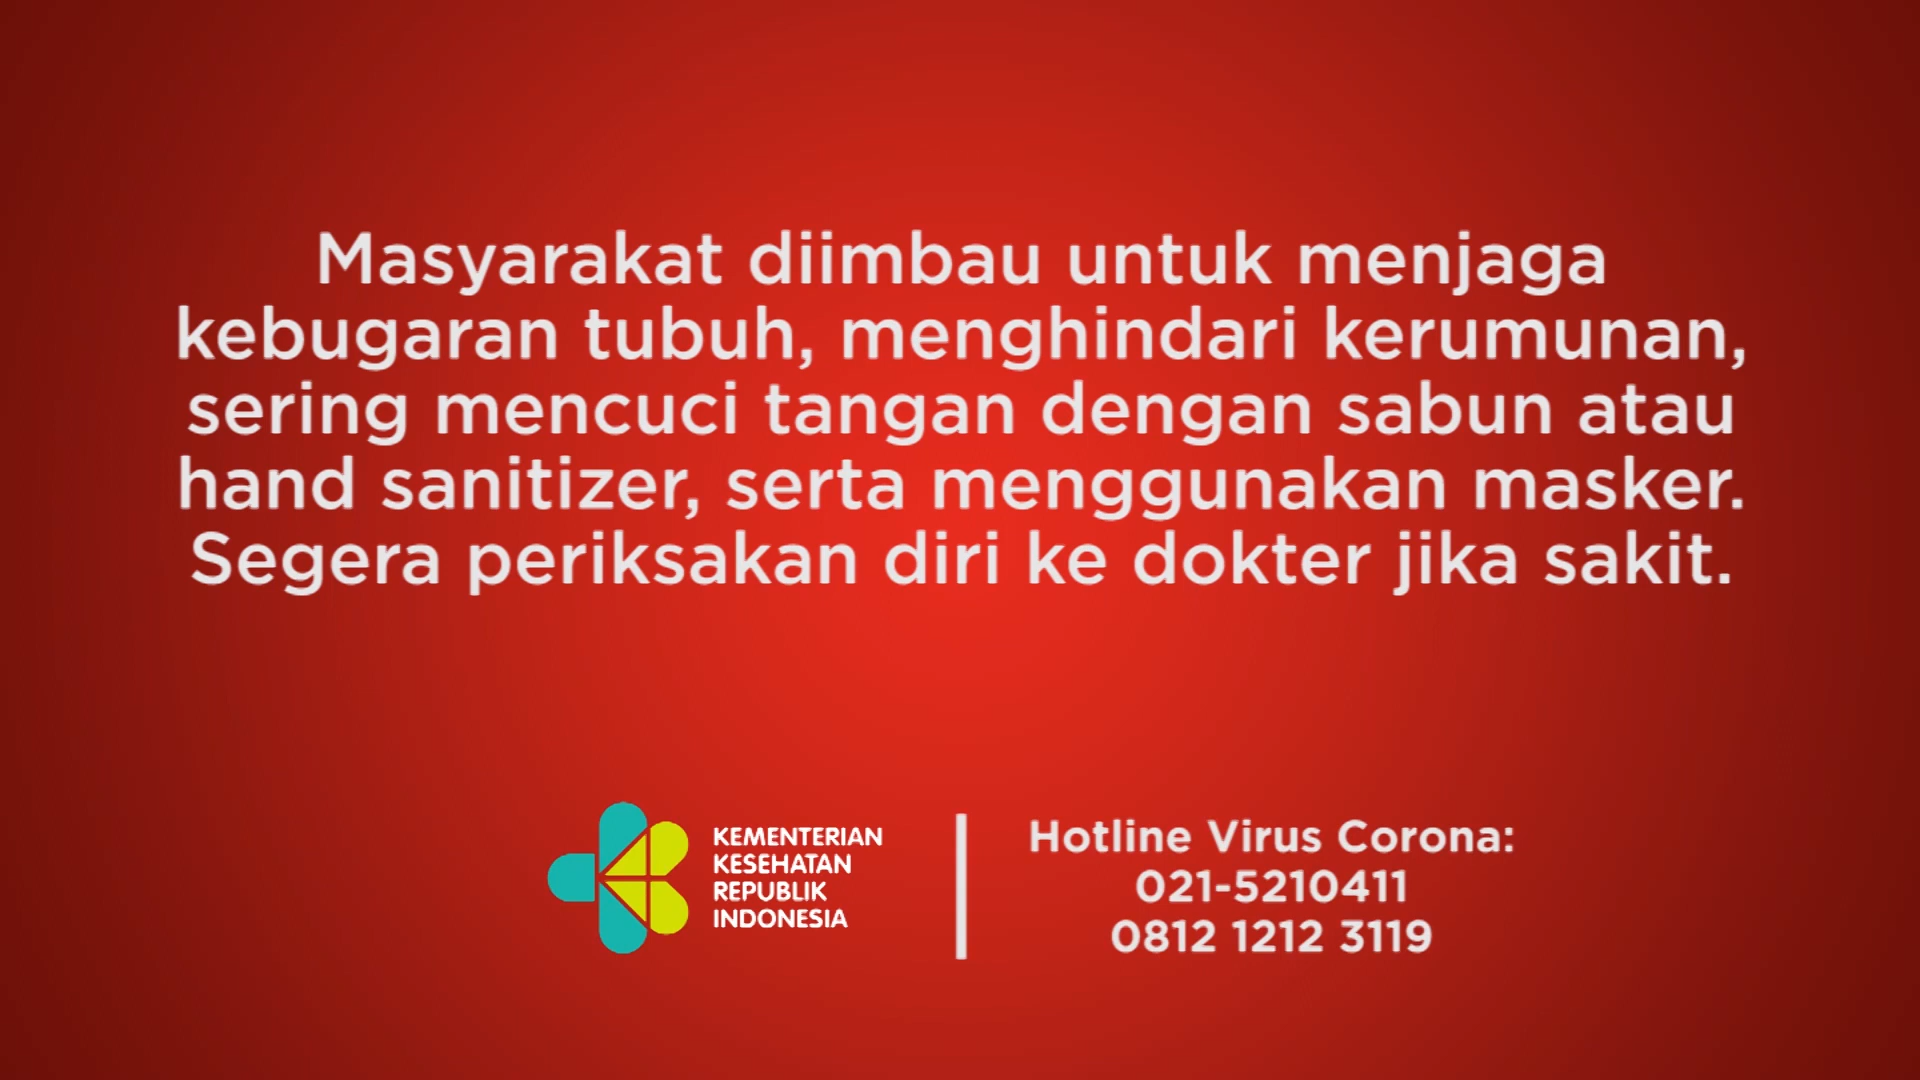 Masyarakat diimbau untuk menjaga
kebugaran tubuh, menghindari kerumunan,
sering mencuci tangan dengan sabun atau
hand sanitizer, serta menggunakan masker.
Segera periksakan diri ke dokter jika sakit.
KEMENTERIAN
KESEHATAN
REPUBLIK
INDONESIA
Hotline Virus Corona:
021-5210411
0812 1212 3119